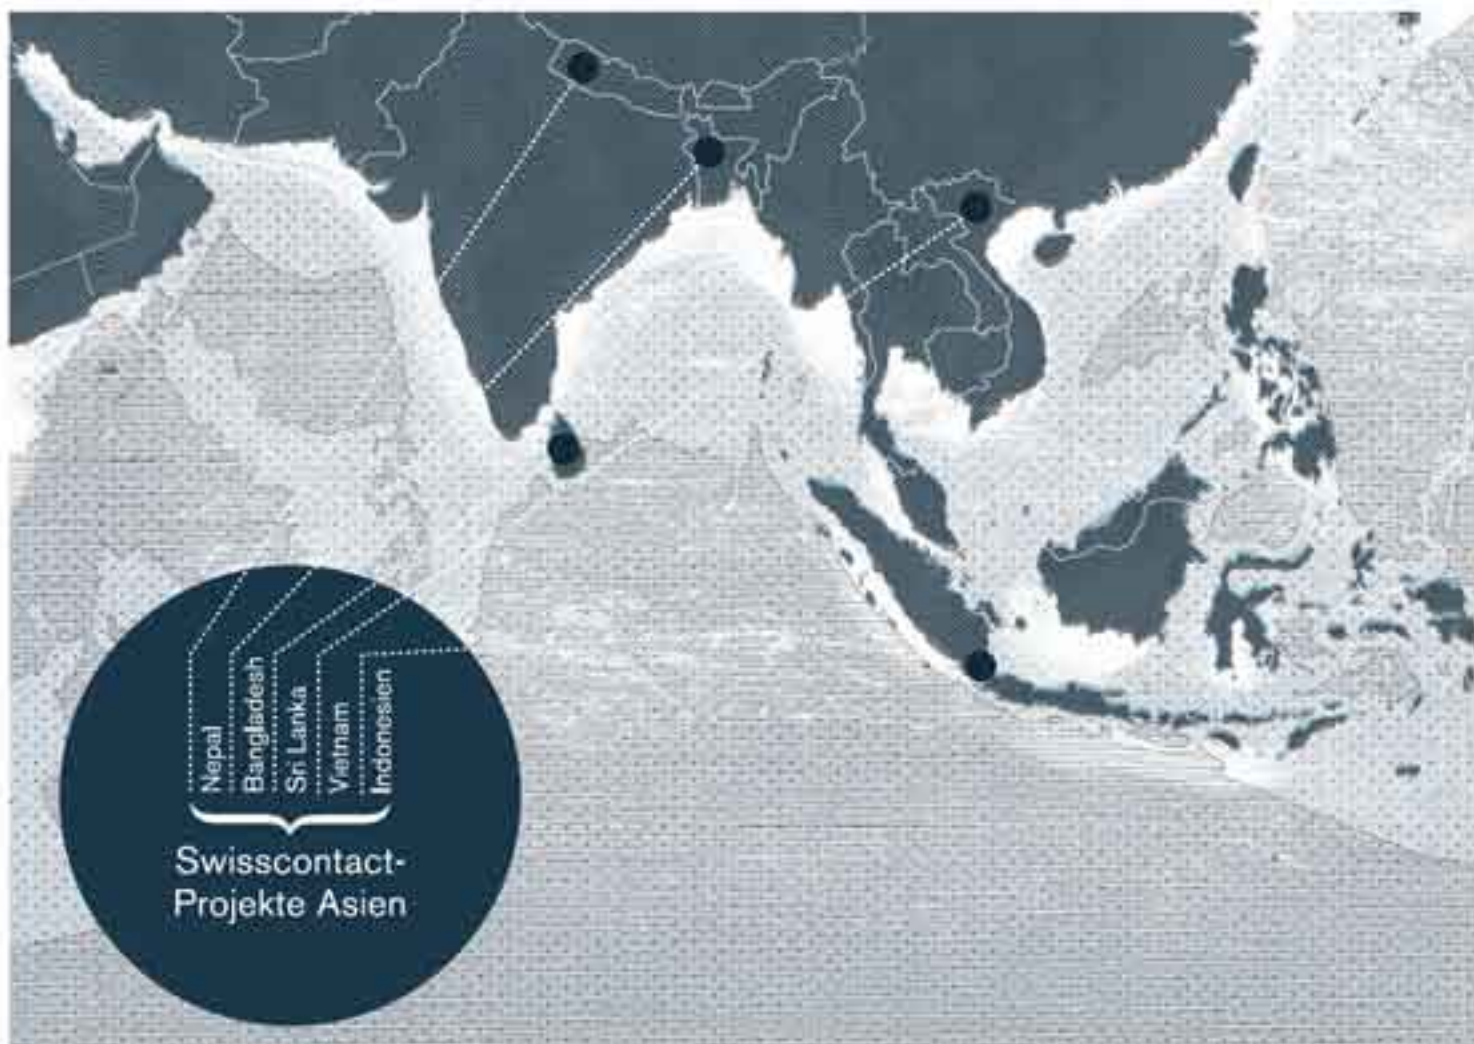 Nepal
Bangladesh
Sri Lanka
Vietnam
Indonesien
Swisscontact-
Projekte Asien